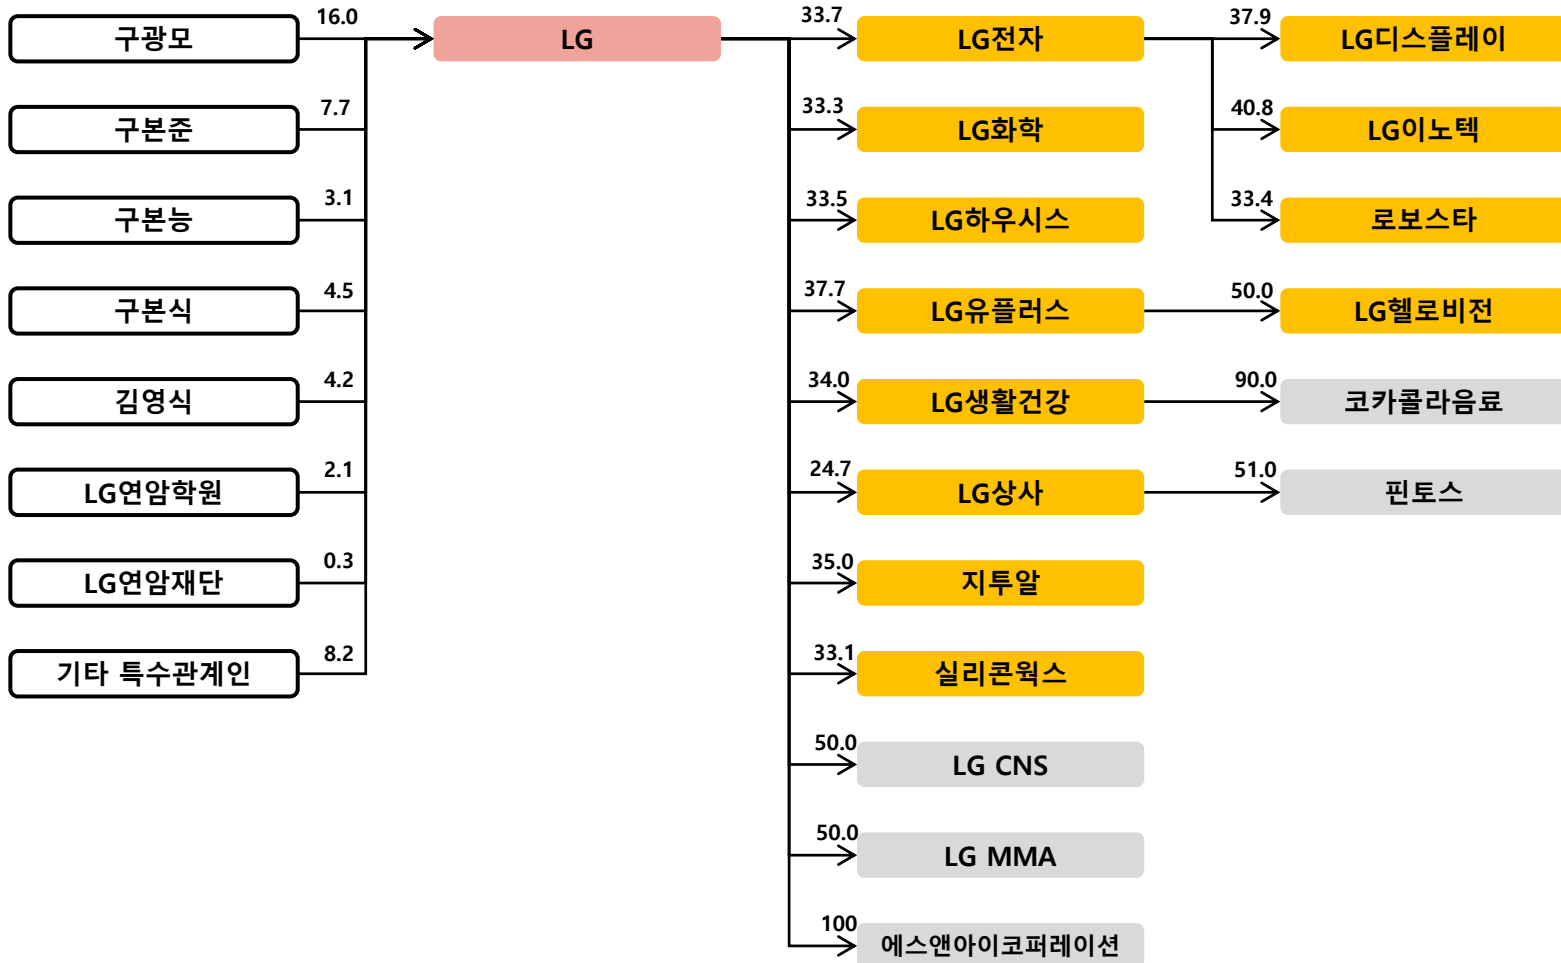 구광모 16.0 LG 33.7 LG전자 37.9 LG디스플레이
구본준 7.7 33.3 LG화학 40.8 LG이노텍
구본능 3.1 33.5 LG하우시스 33.4 로보스타
구본식 4.5 37.7 LG유플러스 50.0 LG헬로비전
김영식 4.2 34.0 LG생활건강 90.0 코카콜라음료
LG연암학원 2.1 24.7 LG상사 51.0 핀토스
LG연암재단 0.3 35.0 지투알
기타 특수관계인 8.2 33.1 실리콘웍스
50.0 LG CNS
50.0 LG MMA
100 에스앤아이코퍼레이션